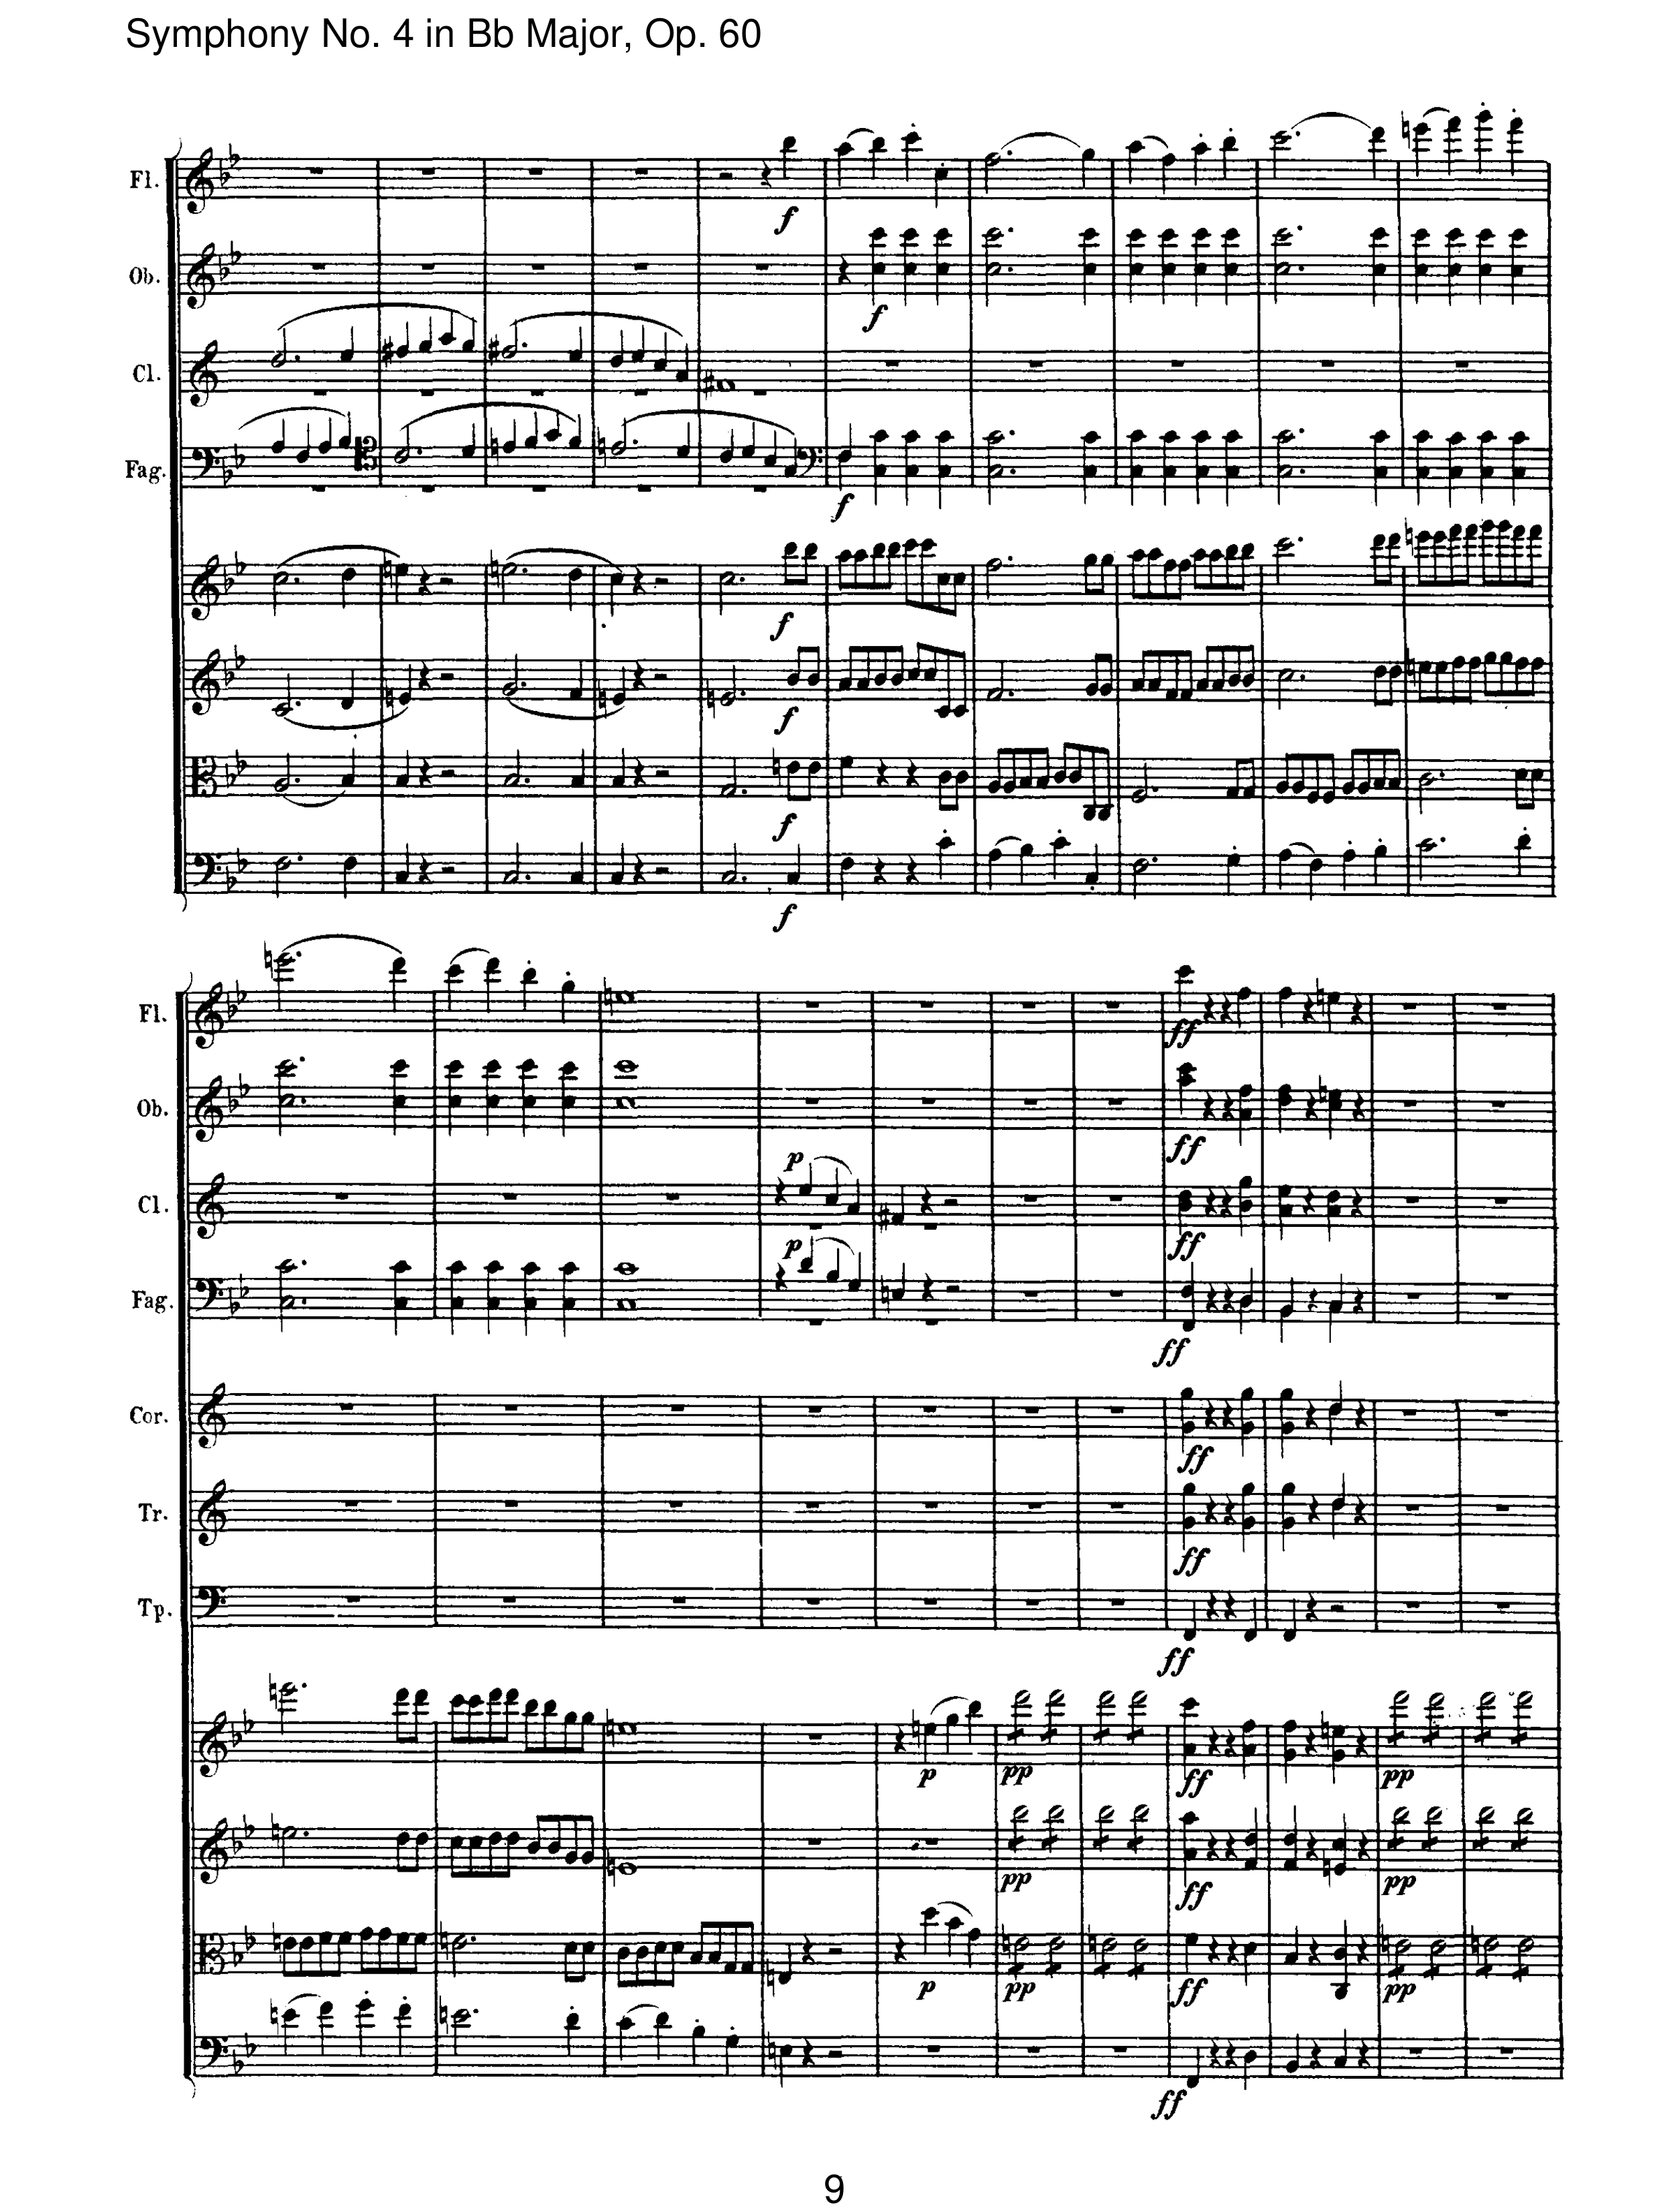 Symphony No. 4 in Bb Major, Op. 60
Fl.
f
Ob.
f
Cl.
Fag.
f
f
f
f
f
Fl.
ff
Ob.
ff
p
Cl.
ff
p
Fag.
ff
Cor.
ff
Tr.
ff
Tp.
ff
p pp ff pp
pp ff pp
p pp ff pp
ff
9